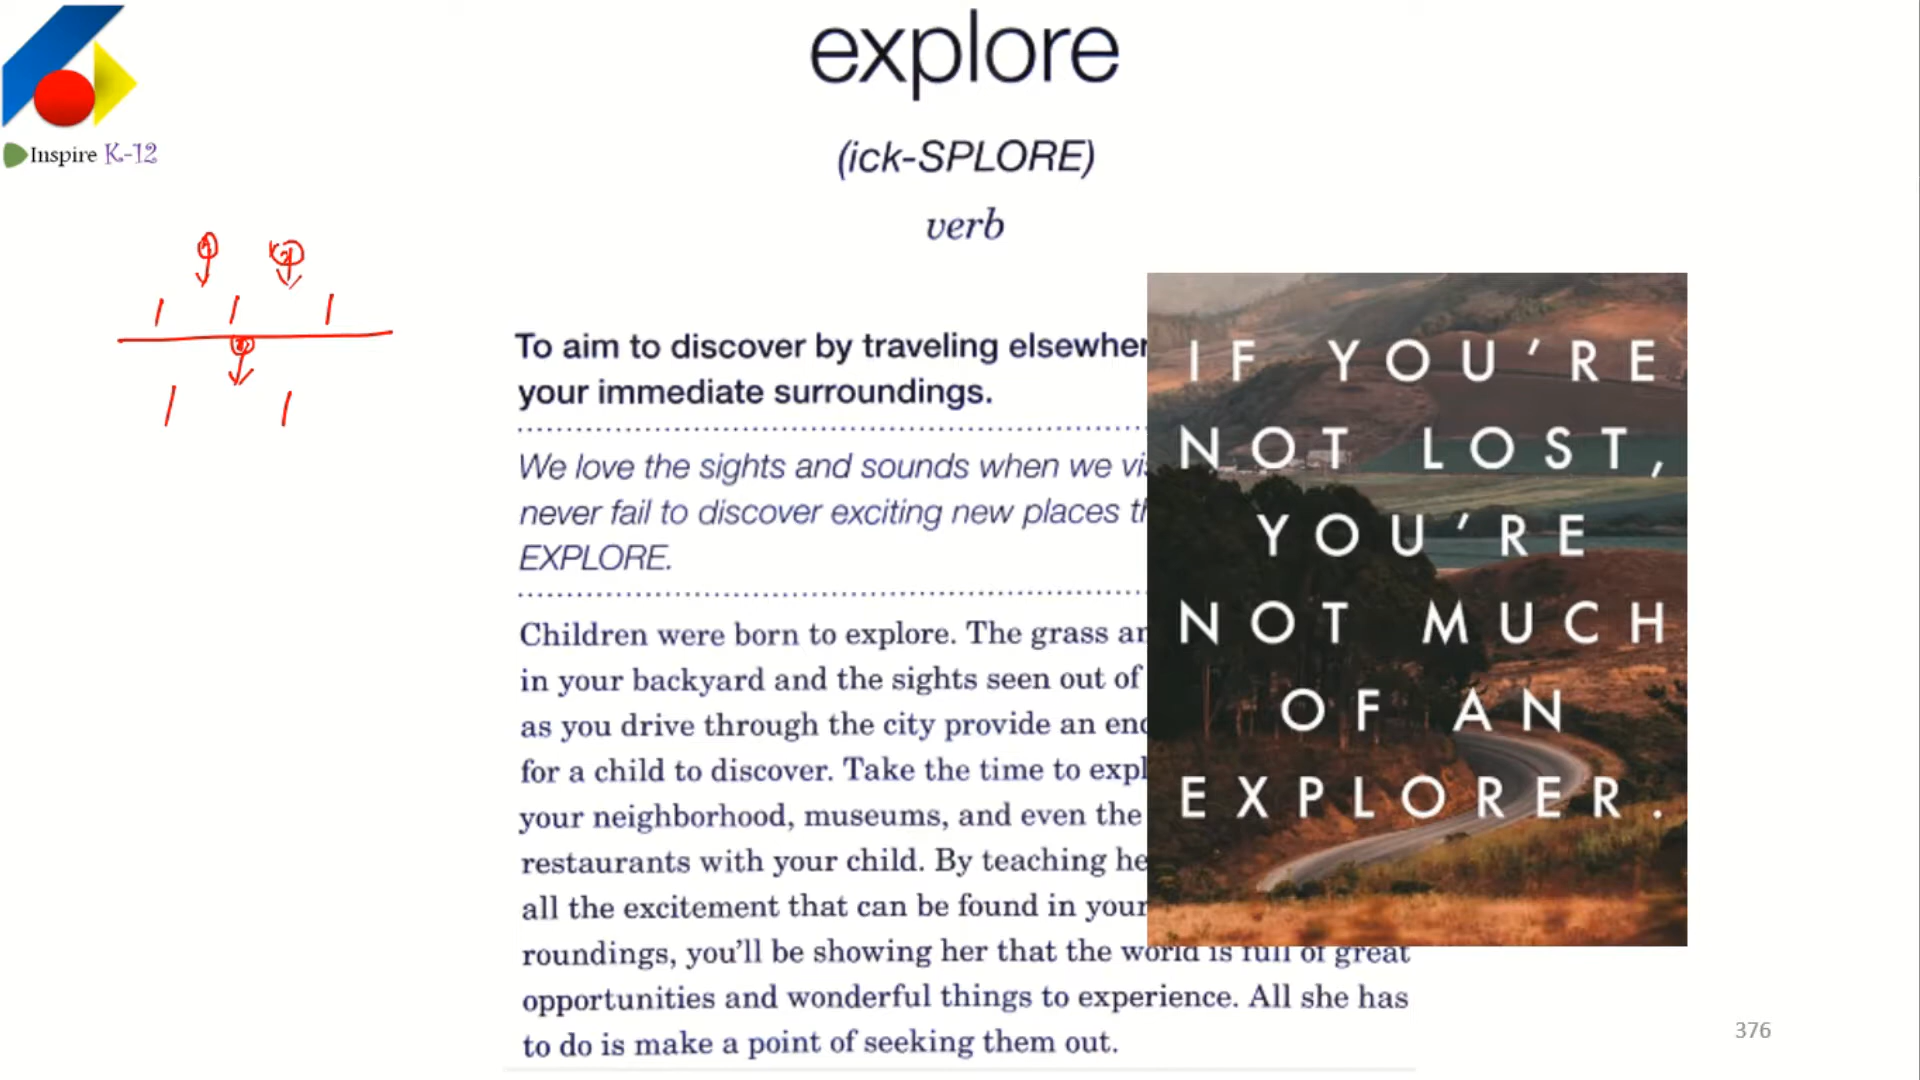 Inspire K-12
explore
(ick-SPLORE)
verb
To aim to discover by traveling elsewher
your immediate surroundings.
We love the sights and sounds when we vi
never fail to discover exciting new places th
EXPLORE.
Children were born to explore. The grass an
in your backyard and the sights seen out of
as you drive through the city provide an end
for a child to discover. Take the time to expl
your neighborhood, museums, and even the
restaurants with your child. By teaching he
all the excitement that can be found in your
roundings, you'll be showing her that the world is full of great
opportunities and wonderful things to experience. All she has
to do is make a point of seeking them out.
IF YOU'RE
NOT LOST,
YOU'RE
NOT MUCH
OF AN
EXPLORER.
376